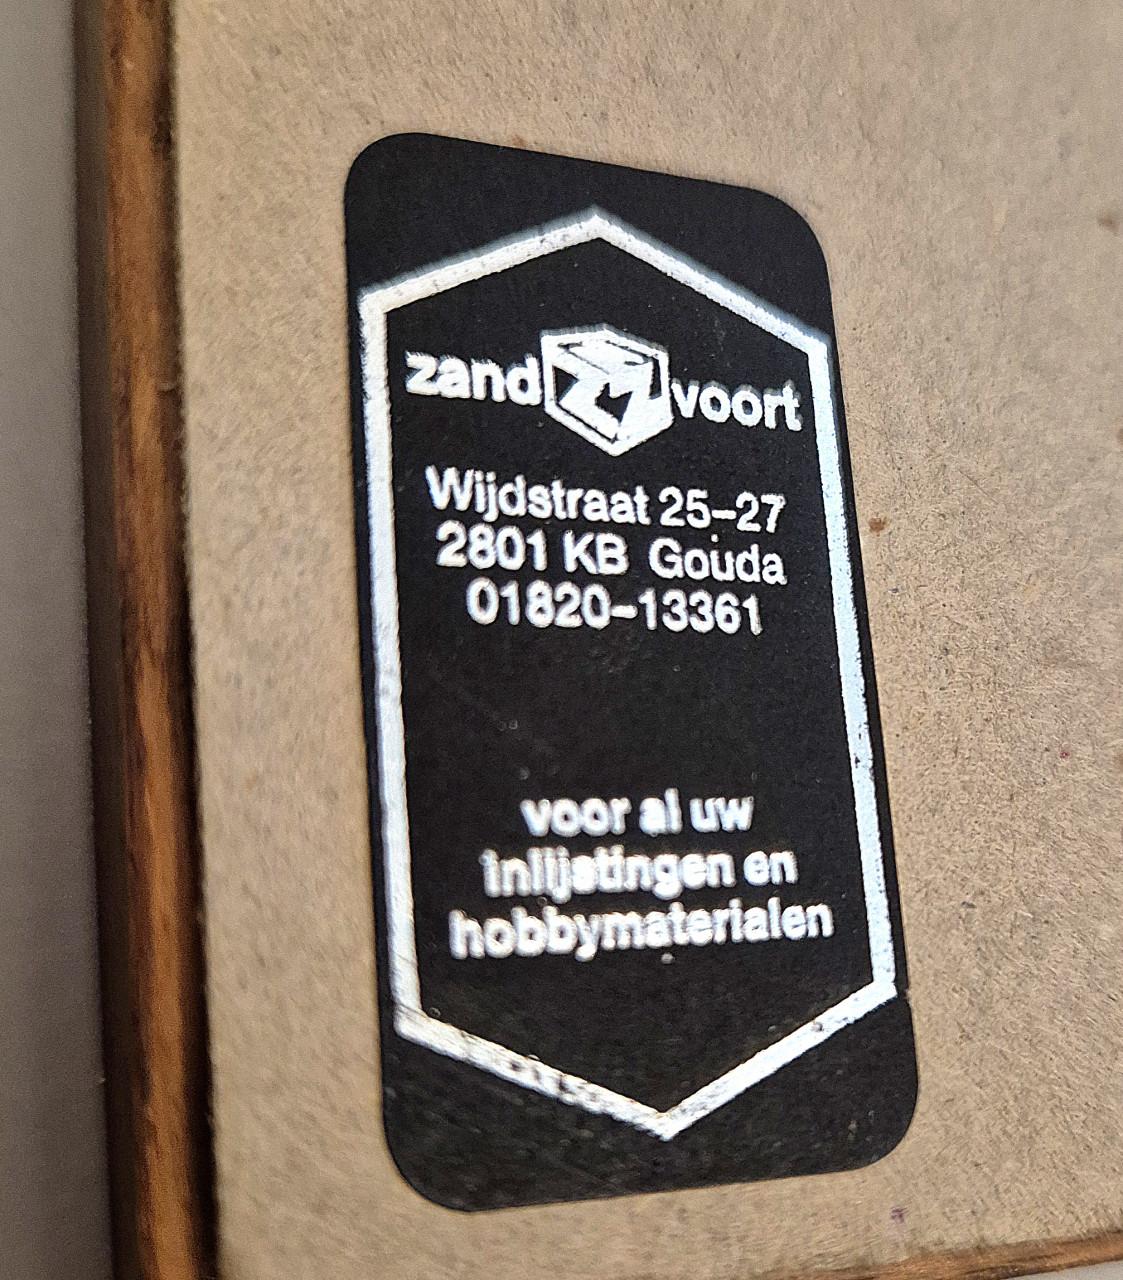 zand voort
Wijdstraat 25-27
2801 KB Gouda
01820-13361
voor al uw
inlijstingen en
hobbymaterialen